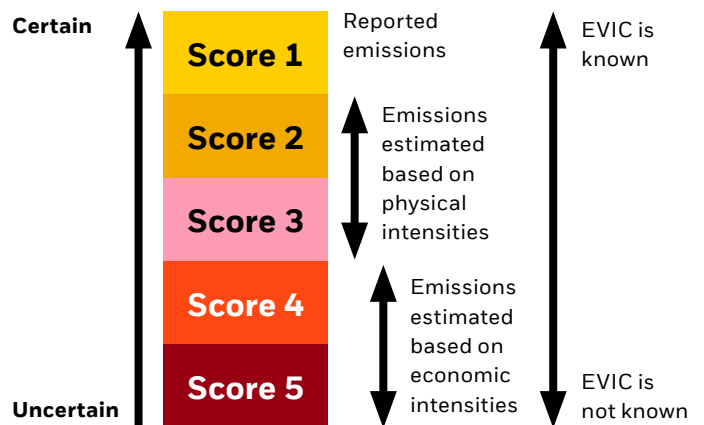 Certain
Score 1
Reported
emissions
EVIC is
known
Score 2
Emissions
estimated
based on
physical
intensities
Score 3
Score 4
Emissions
estimated
based on
economic
intensities
Score 5
Uncertain
EVIC is
not known